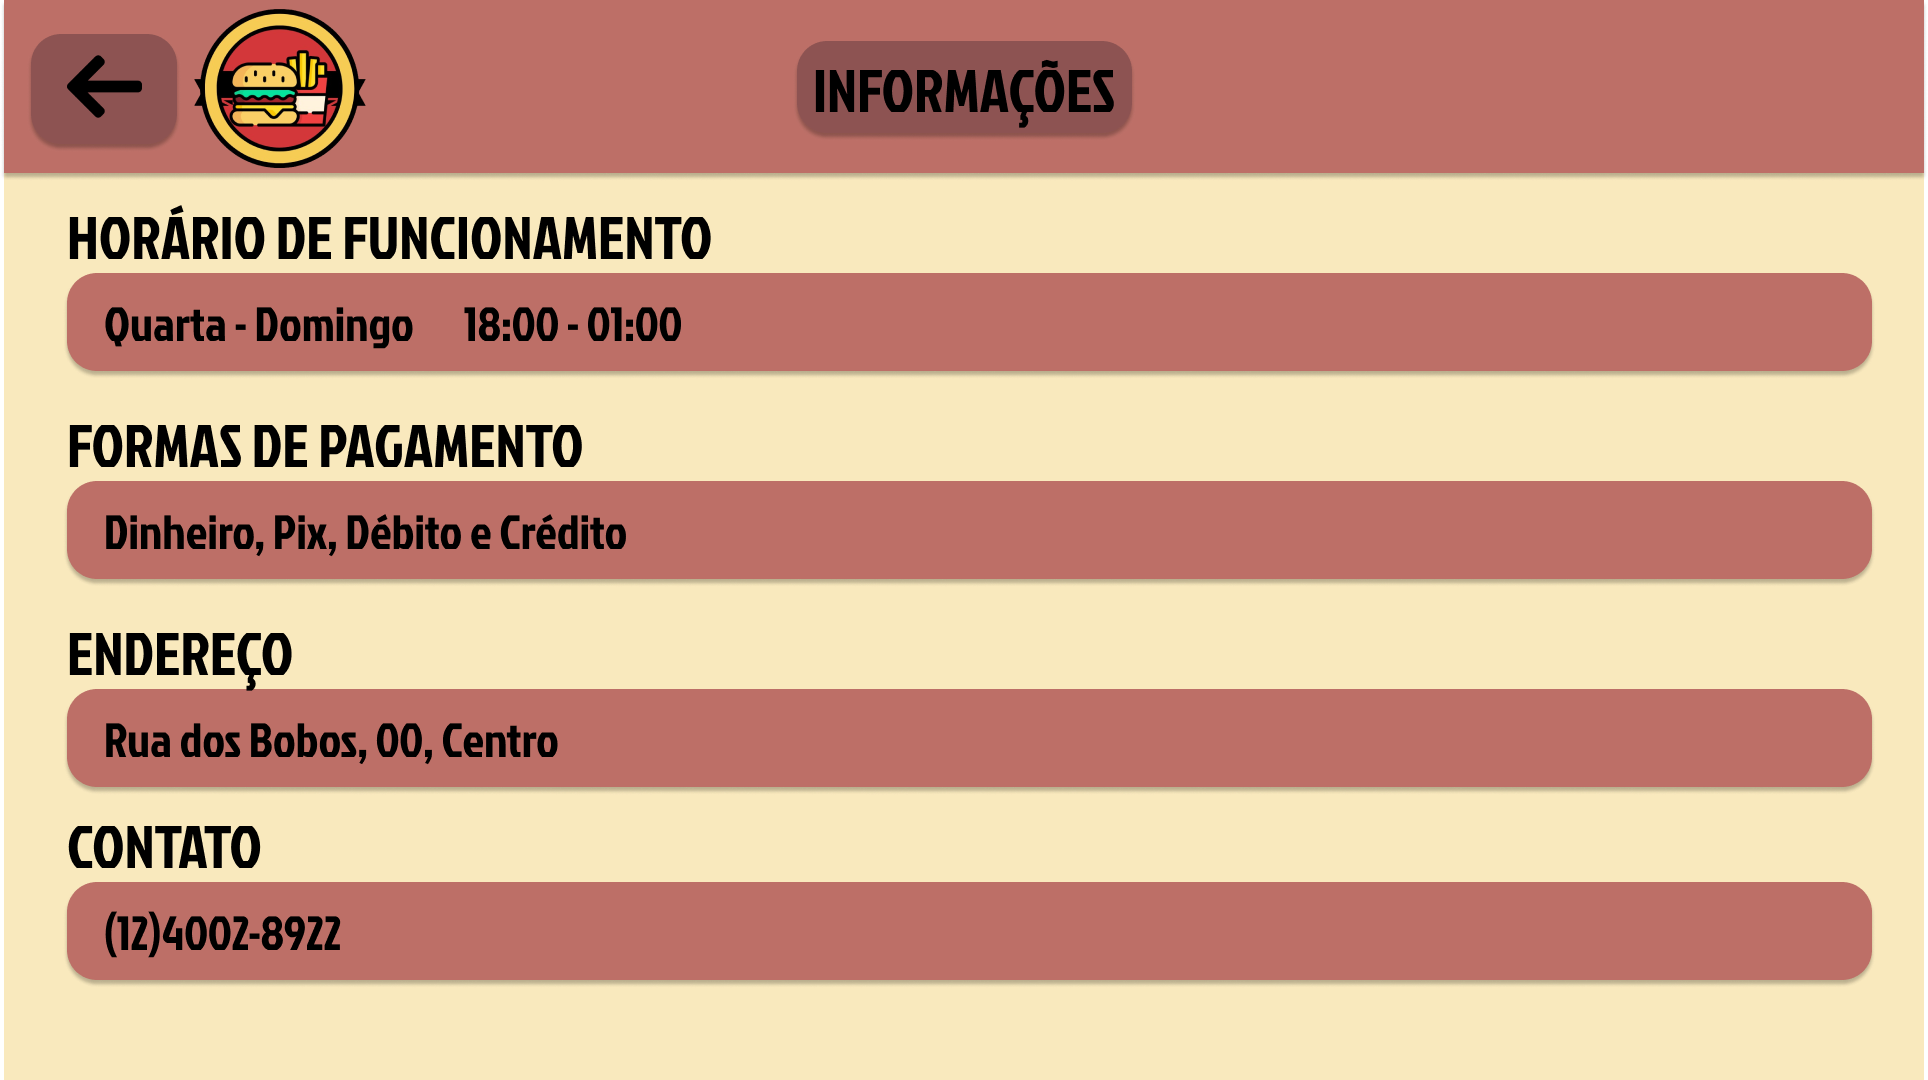 INFORMAÇÕES
HORÁRIO DE FUNCIONAMENTO
Quarta - Domingo 18:00 - 01:00
FORMAS DE PAGAMENTO
Dinheiro, Pix, Débito e Crédito
ENDEREÇO
Rua dos Bobos, 00, Centro
CONTATO
(12)4002-8922